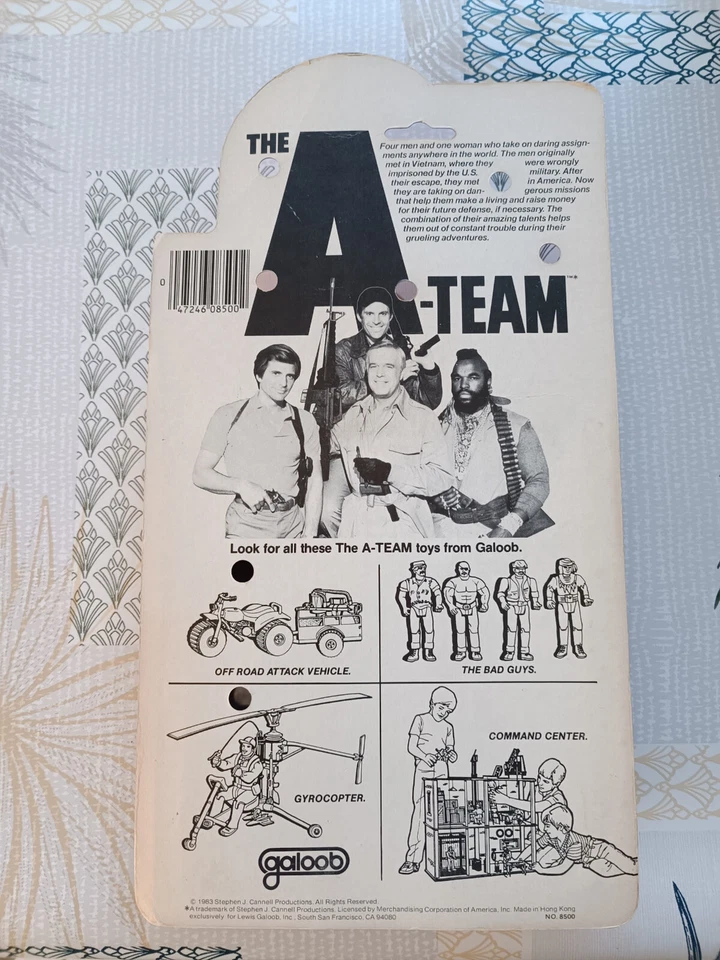 THE A-TEAM™*
Four men and one woman who take on daring assign-
ments anywhere in the world. The men originally
met in Vietnam, where they were wrongly
imprisoned by the U.S. military. After
their escape, they met in America. Now
they are taking on dan- gerous missions
that help them make a living and raise money
for their future defense, if necessary. The
combination of their amazing talents helps
them out of constant trouble during their
grueling adventures.
0 47246 08500
Look for all these The A-TEAM toys from Galoob.
OFF ROAD ATTACK VEHICLE.
THE BAD GUYS.
GYROCOPTER.
COMMAND CENTER.
galoob
© 1983 Stephen J. Cannell Productions. All Rights Reserved.
*A trademark of Stephen J. Cannell Productions. Licensed by Merchandising Corporation of America, Inc. Made in Hong Kong
exclusively for Lewis Galoob, Inc., South San Francisco, CA 94080
NO. 8500